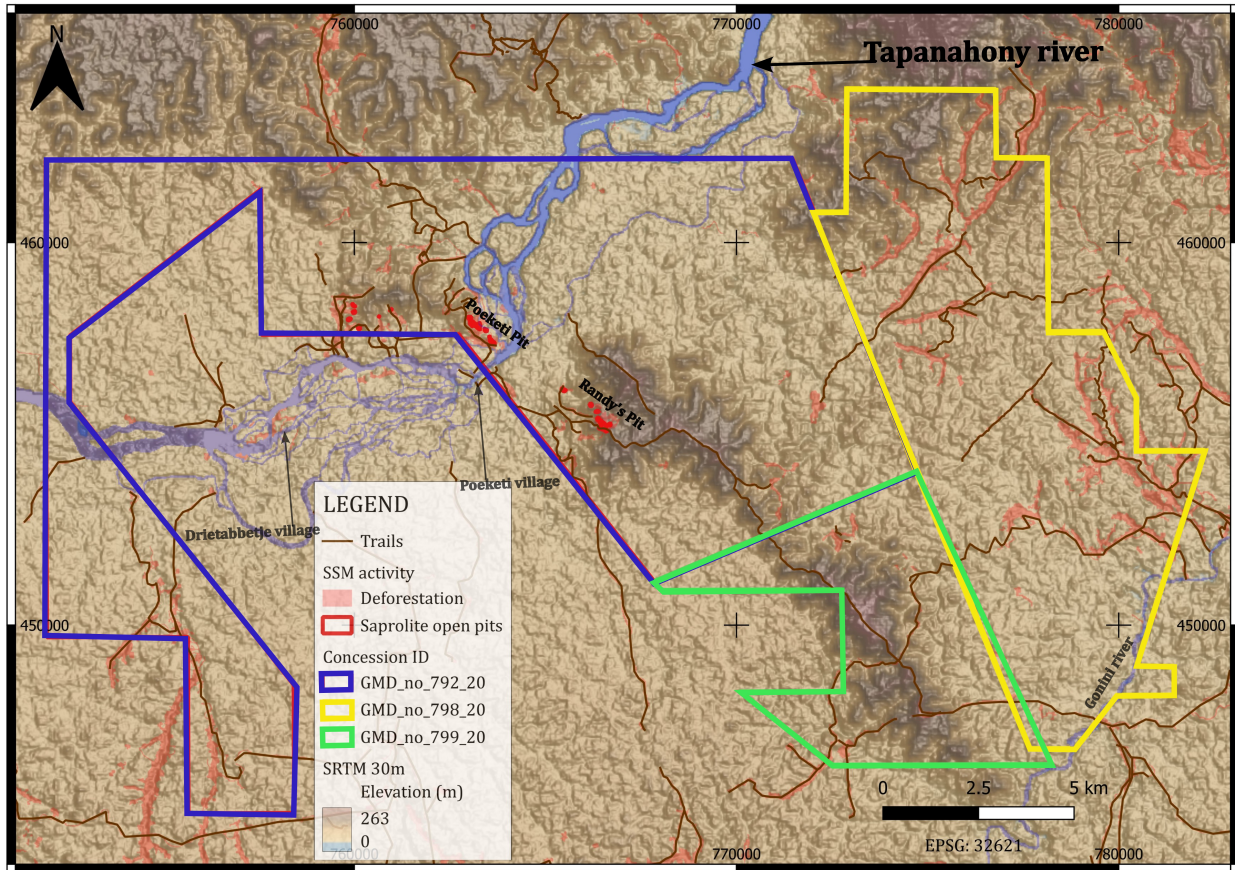 760000
770000
780000
N
Tapanahony river
460000
460000
Poeketi Pit
Randy's Pit
Poeketi village
Drietabbetje village
LEGEND
Trails
SSM activity
Deforestation
Saprolite open pits
Concession ID
GMD_no_792_20
GMD_no_798_20
GMD_no_799_20
SRTM 30m
Elevation (m)
263
0
450000
450000
Gonini river
0 2.5 5 km
EPSG: 32621
760000
770000
780000